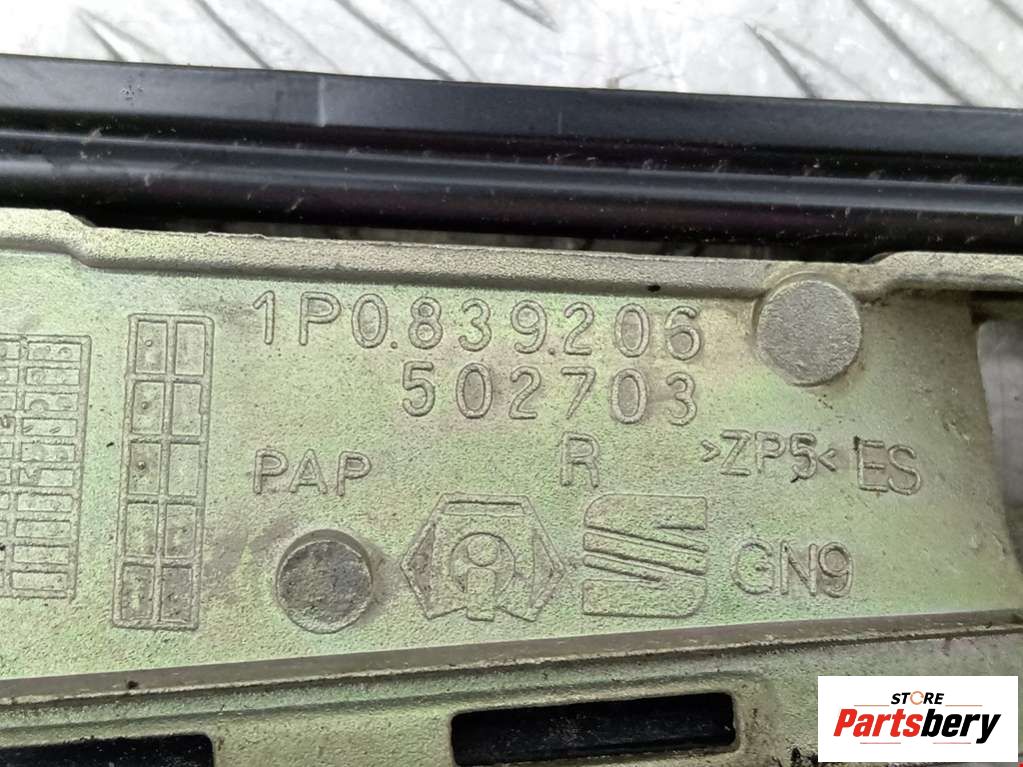 1P0.839.206
502703
PAP R >ZP5< ES
GN9
STORE
Partsbery